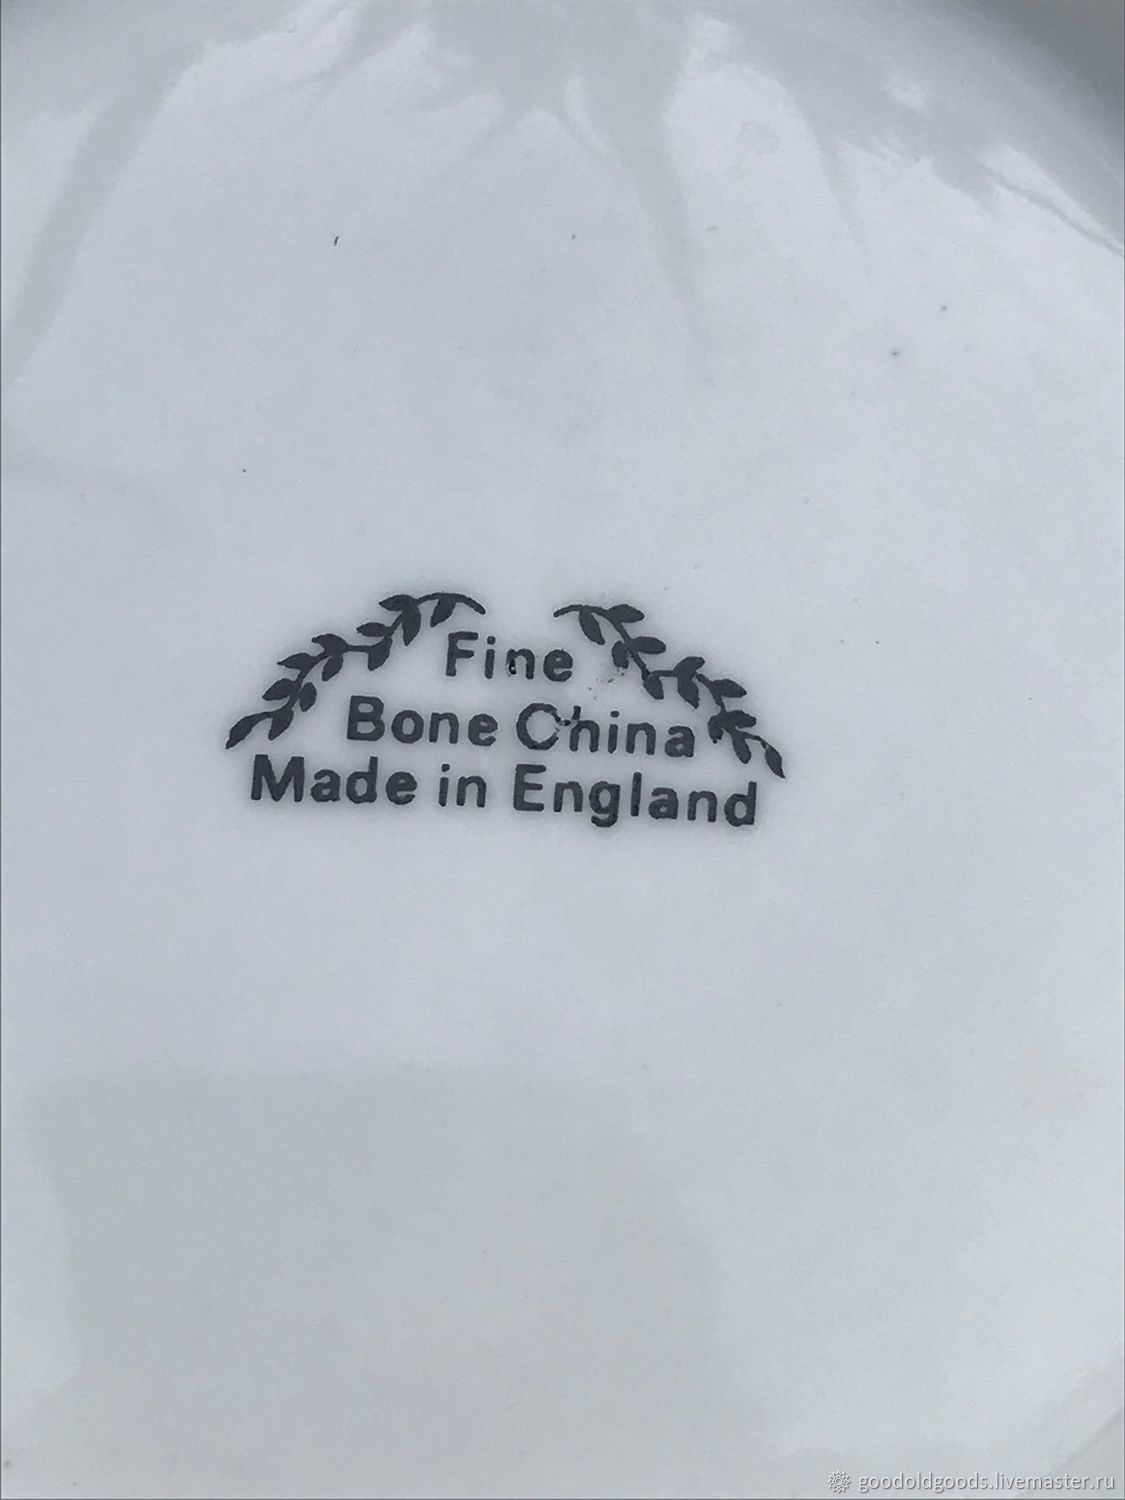 Fine
Bone China
Made in England
goodoldgoods.livemaster.ru